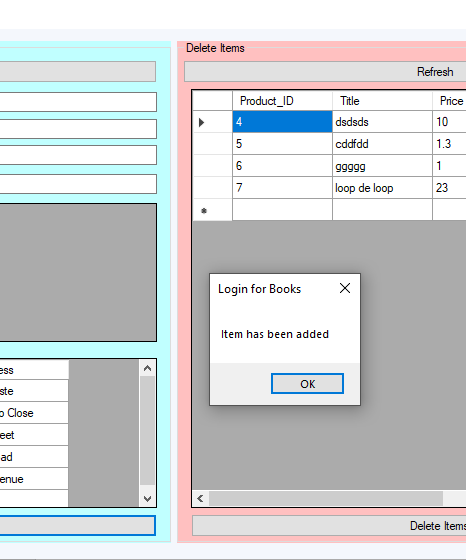 Delete Items
Refresh
Product_ID Title Price
4 dsdsds 10
5 cddfdd 1.3
6 ggggg 1
7 loop de loop 23
Login for Books
Item has been added
OK
ess
ste
o Close
eet
ad
enue
Delete Items